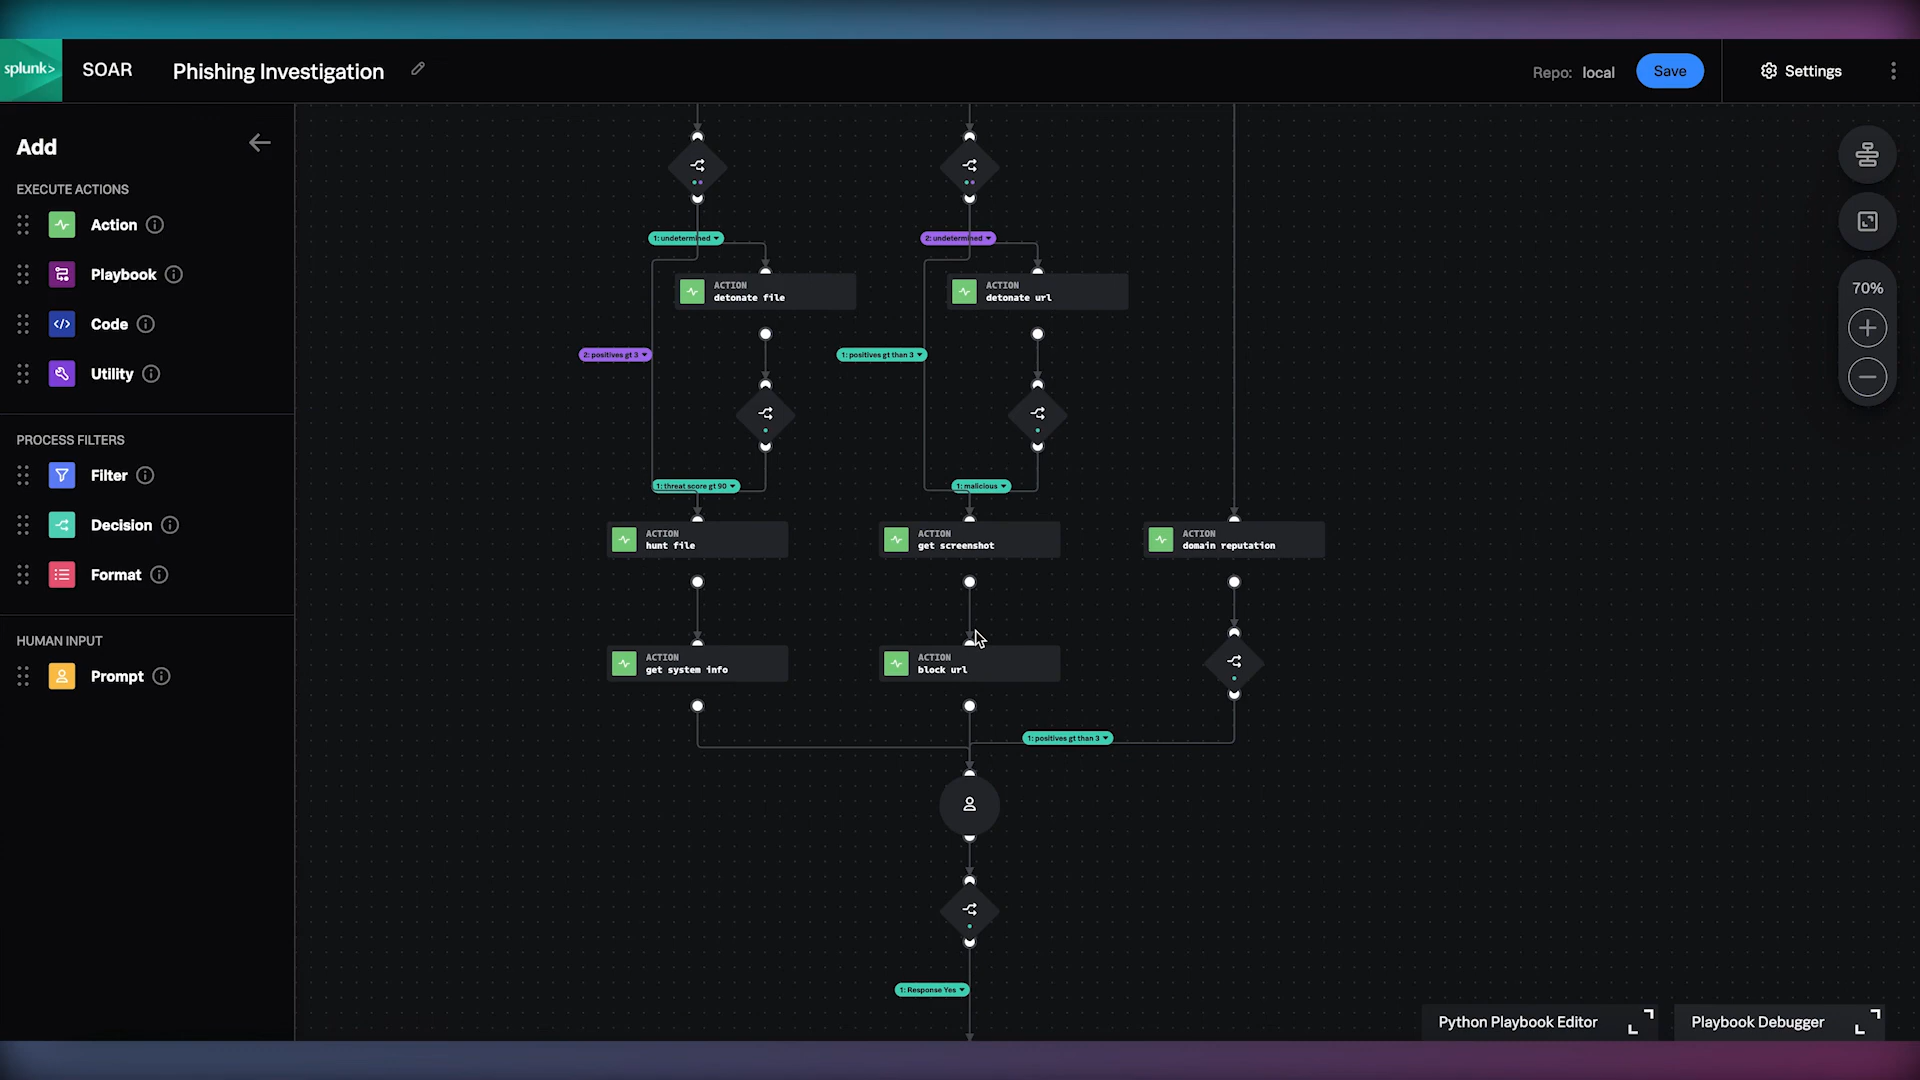 splunk>
SOAR
Phishing Investigation
Repo: local
Save
Settings
Add
EXECUTE ACTIONS
Action
Playbook
Code
Utility
PROCESS FILTERS
Filter
Decision
Format
HUMAN INPUT
Prompt
70%
1: undetermined
2: undetermined
ACTION
detonate file
ACTION
detonate url
2: positives gt 3
1: positives gt than 3
1: threat score gt 90
1: malicious
ACTION
hunt file
ACTION
get screenshot
ACTION
domain reputation
ACTION
get system info
ACTION
block url
1: positives gt than 3
1: Response Yes
Python Playbook Editor
Playbook Debugger